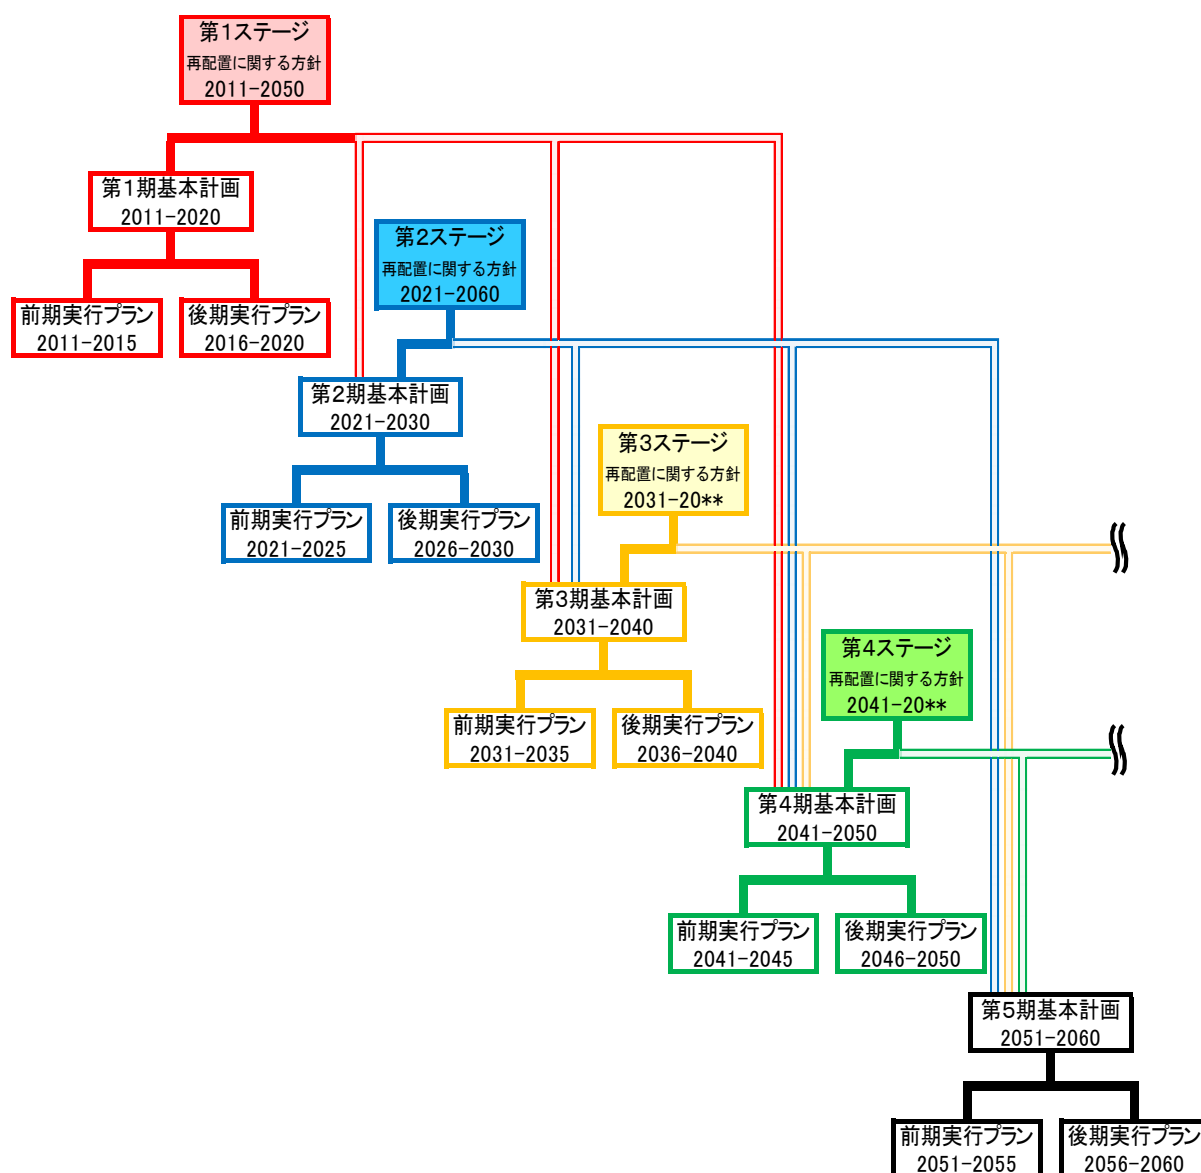 第1ステージ
再配置に関する方針
2011-2050
第1期基本計画
2011-2020
前期実行プラン
2011-2015
後期実行プラン
2016-2020
第2ステージ
再配置に関する方針
2021-2060
第2期基本計画
2021-2030
前期実行プラン
2021-2025
後期実行プラン
2026-2030
第3ステージ
再配置に関する方針
2031-20**
第3期基本計画
2031-2040
前期実行プラン
2031-2035
後期実行プラン
2036-2040
第4ステージ
再配置に関する方針
2041-20**
第4期基本計画
2041-2050
前期実行プラン
2041-2045
後期実行プラン
2046-2050
第5期基本計画
2051-2060
前期実行プラン
2051-2055
後期実行プラン
2056-2060